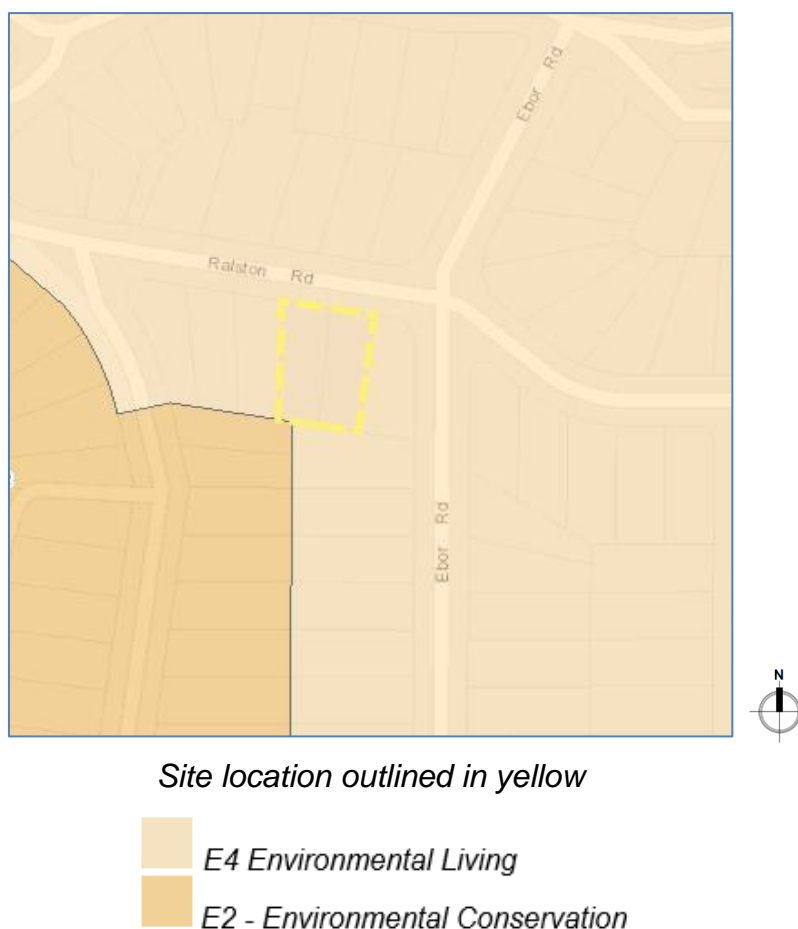 Ebor Rd
Ralston Rd
Ebor Rd
N
Site location outlined in yellow
E4 Environmental Living
E2 - Environmental Conservation